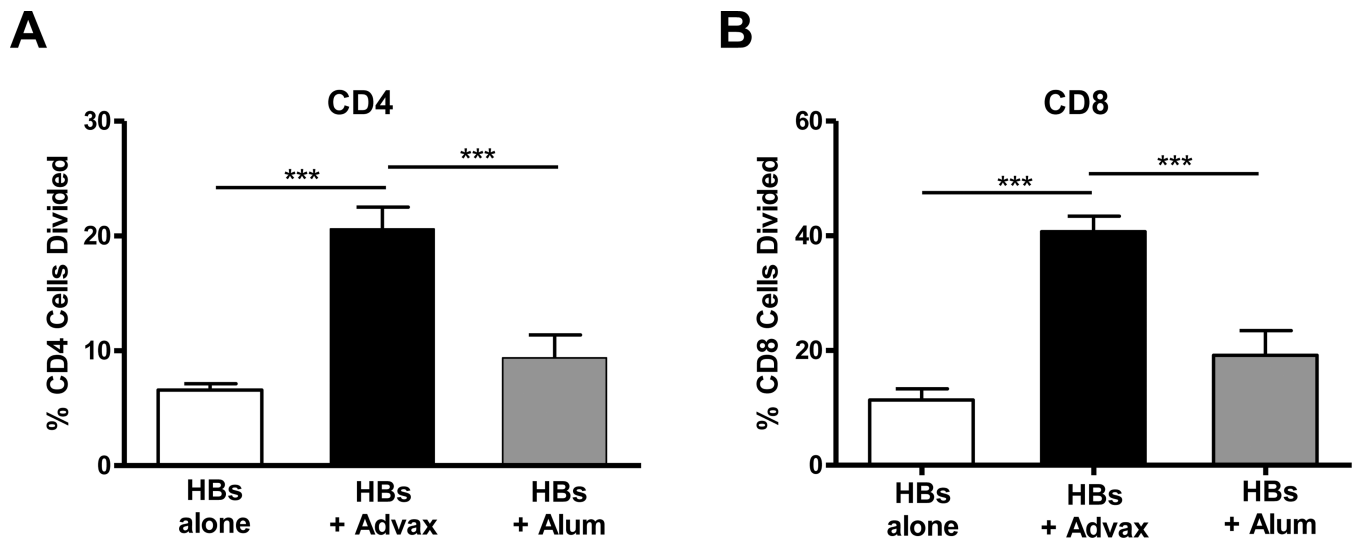 A
CD4
% CD4 Cells Divided
30
20
10
0
***
***
HBs
alone
HBs
+ Advax
HBs
+ Alum
B
CD8
% CD8 Cells Divided
60
40
20
0
***
***
HBs
alone
HBs
+ Advax
HBs
+ Alum